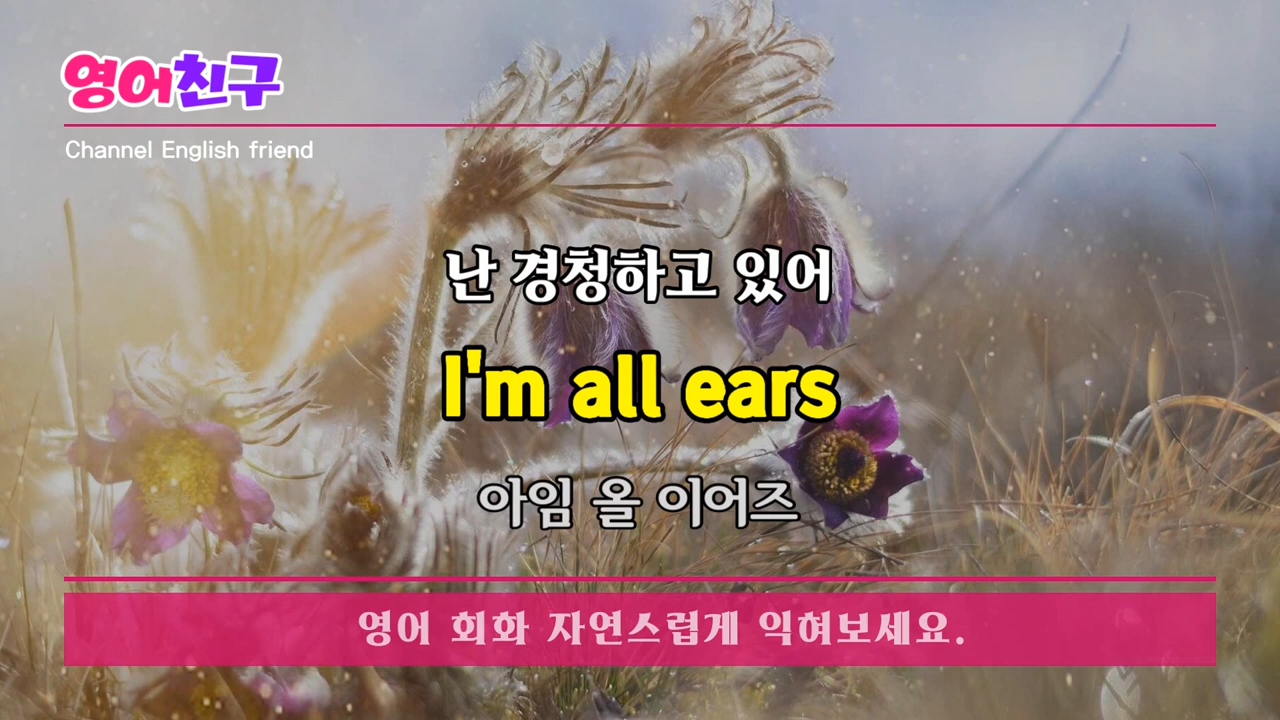 영어친구
Channel English friend
난 경청하고 있어
I'm all ears
아임 올 이어즈
영어 회화 자연스럽게 익혀보세요.